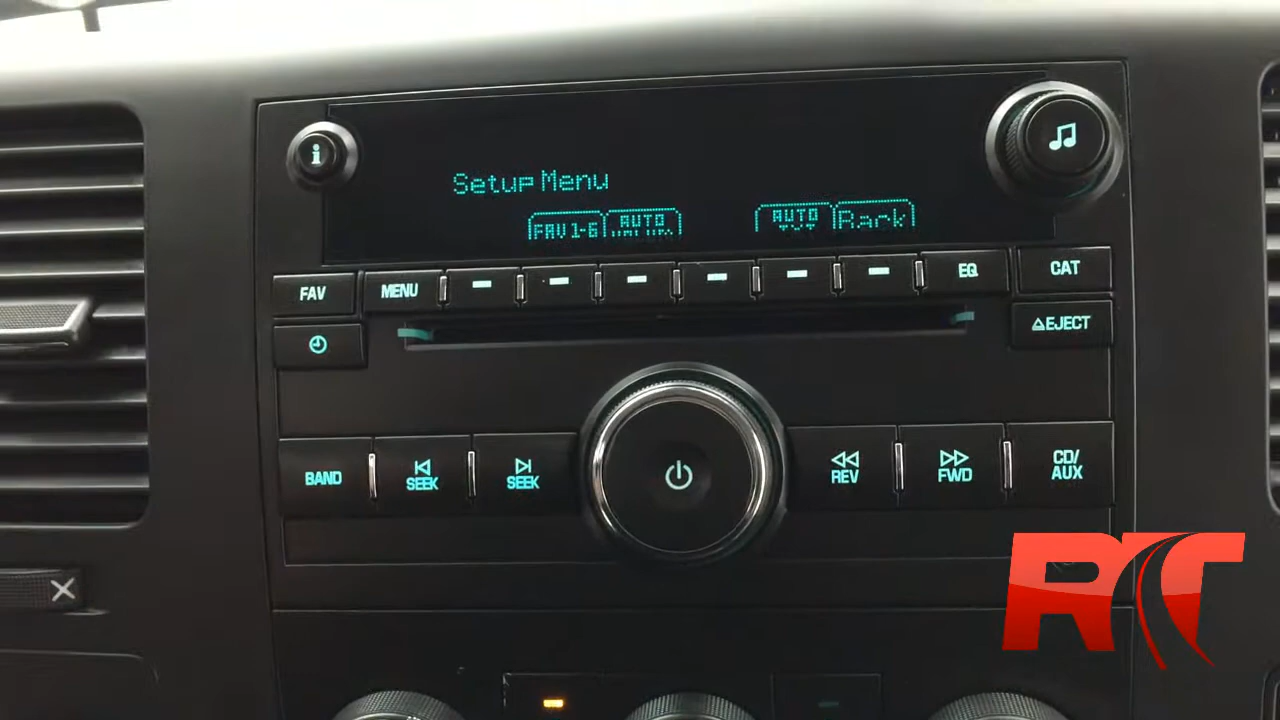 Setup Menu
FAV 1-6 AUTO AUTO Back
FAV MENU EQ CAT
EJECT
BAND SEEK SEEK REV FWD CD/
AUX
RT